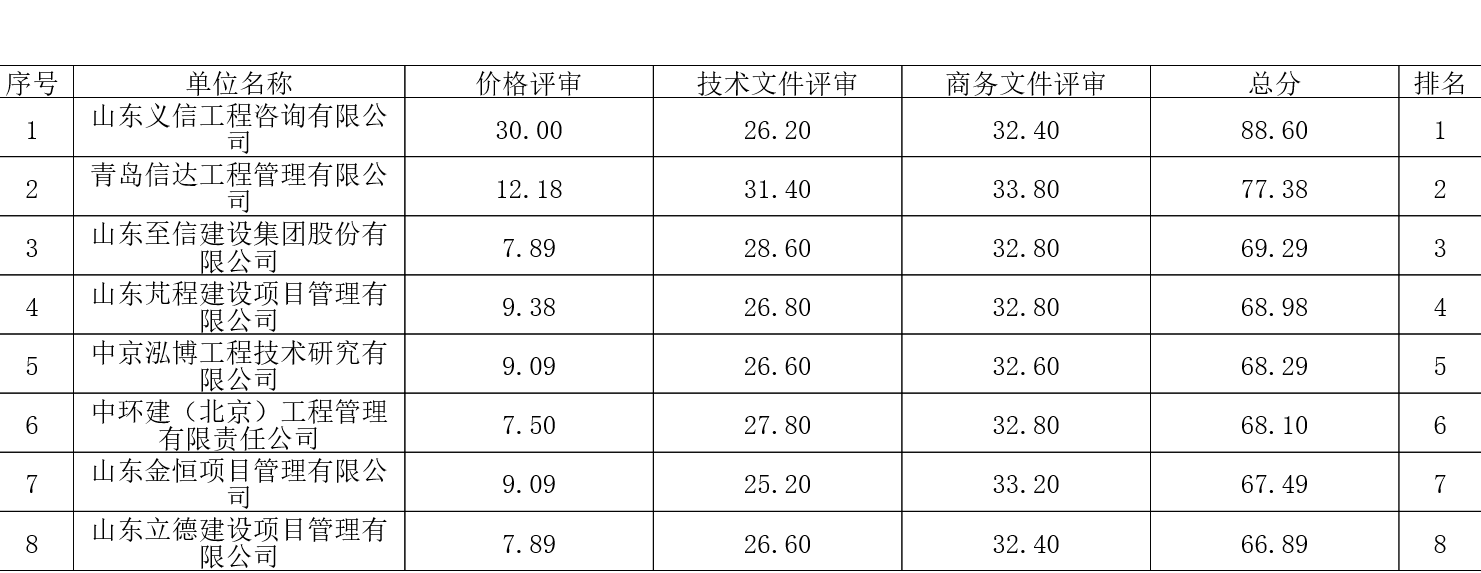 序号 单位名称 价格评审 技术文件评审 商务文件评审 总分 排名
1 山东义信工程咨询有限公 30.00 26.20 32.40 88.60 1
司
2 青岛信达工程管理有限公 12.18 31.40 33.80 77.38 2
司
3 山东至信建设集团股份有 7.89 28.60 32.80 69.29 3
限公司
4 山东芃程建设项目管理有 9.38 26.80 32.80 68.98 4
限公司
5 中京泓博工程技术研究有 9.09 26.60 32.60 68.29 5
限公司
6 中环建（北京）工程管理 7.50 27.80 32.80 68.10 6
有限责任公司
7 山东金恒项目管理有限公 9.09 25.20 33.20 67.49 7
司
8 山东立德建设项目管理有 7.89 26.60 32.40 66.89 8
限公司